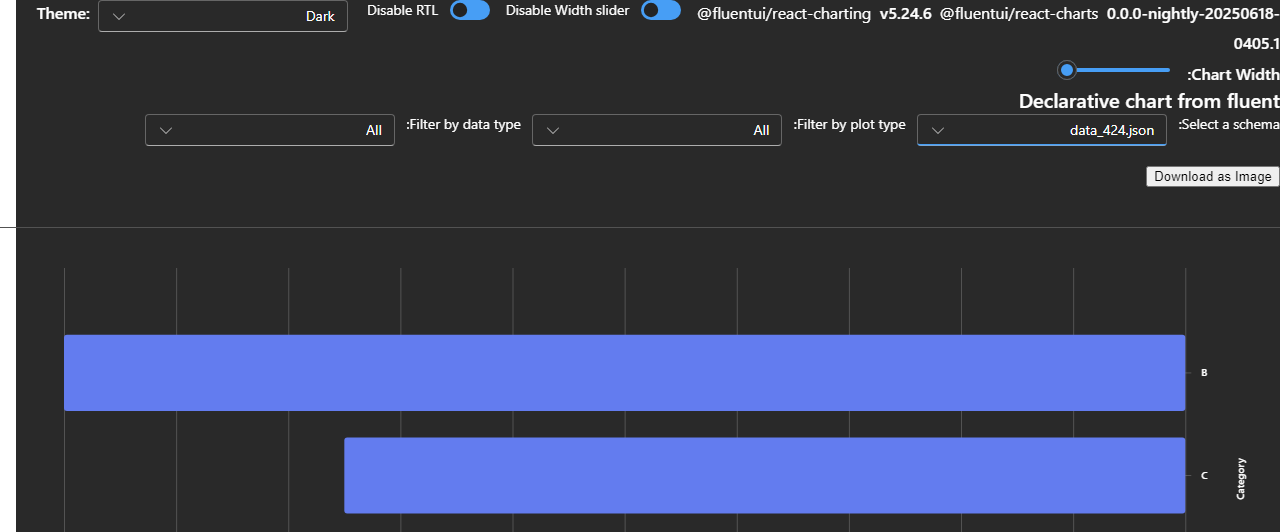 Theme:
Dark
Disable RTL
Disable Width slider
@fluentui/react-charting v5.24.6 @fluentui/react-charts 0.0.0-nightly-20250618-
0405.1
:Chart Width
Declarative chart from fluent
:Select a schema
data_424.json
:Filter by plot type
All
:Filter by data type
All
Download as Image
B
C
Category